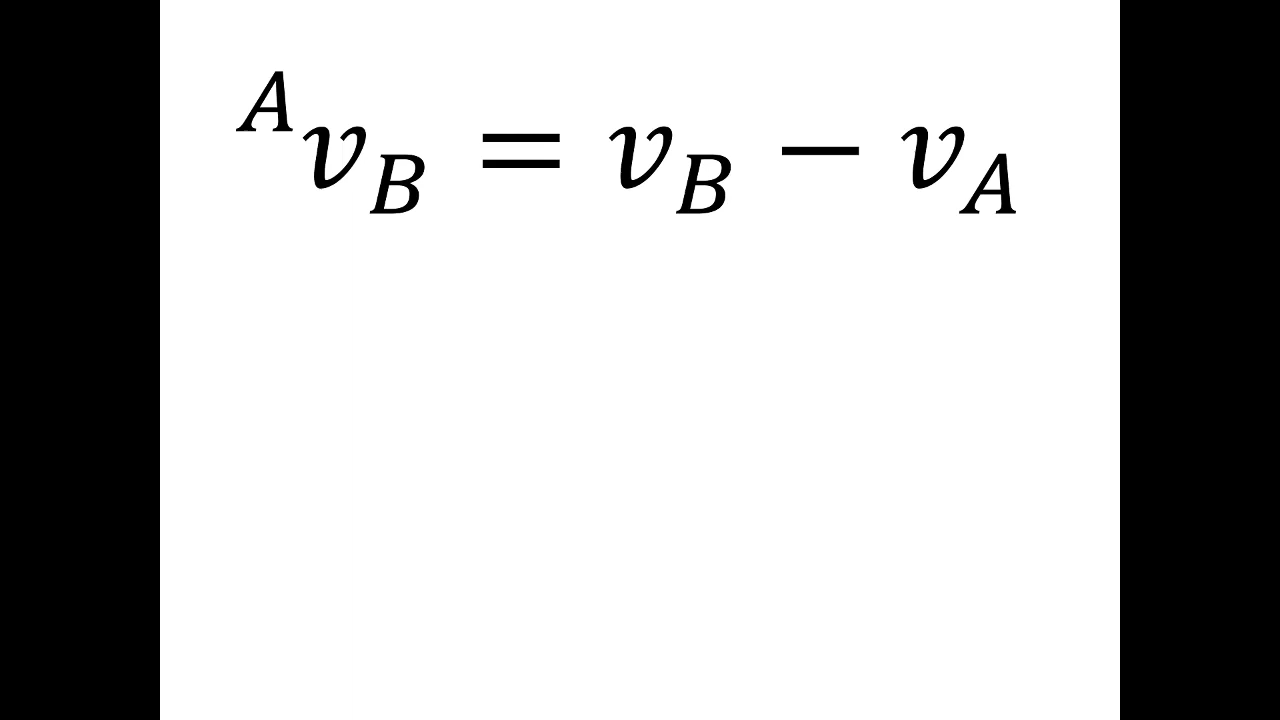 ᴬv_B = v_B − v_A